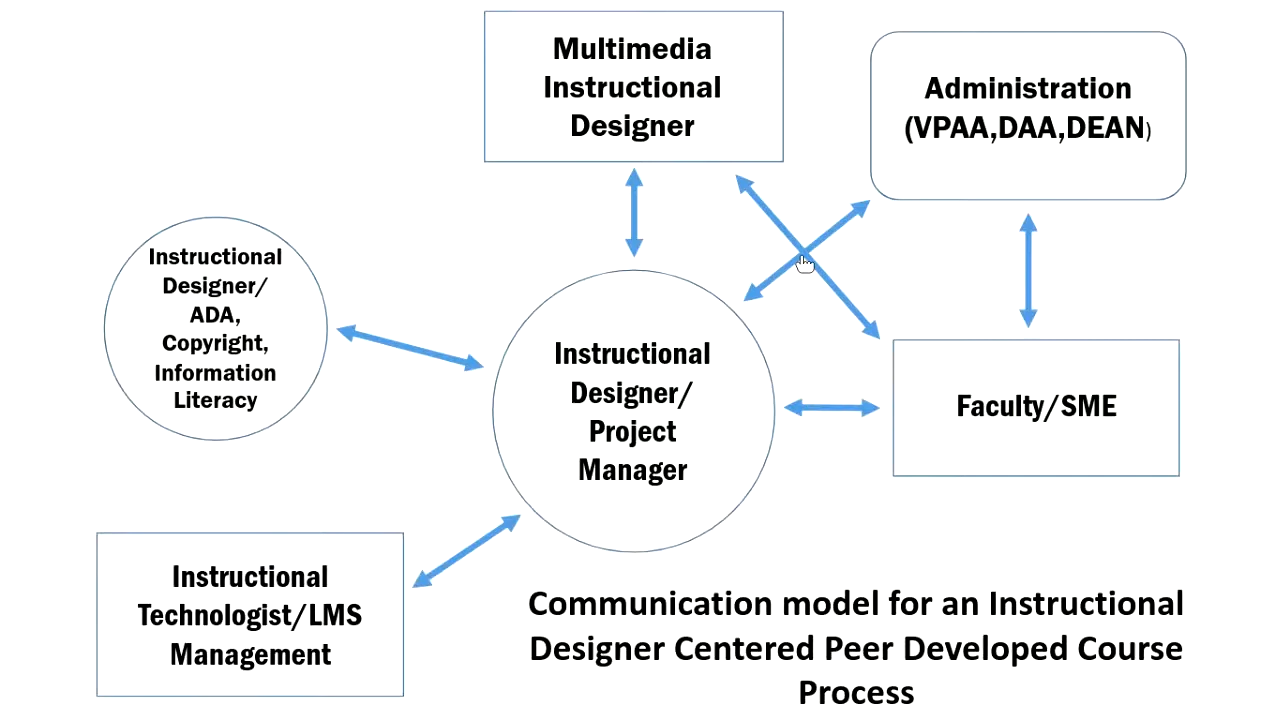 Multimedia
Instructional
Designer
Administration
(VPAA,DAA,DEAN)
Instructional
Designer/
ADA,
Copyright,
Information
Literacy
Instructional
Designer/
Project
Manager
Faculty/SME
Instructional
Technologist/LMS
Management
Communication model for an Instructional
Designer Centered Peer Developed Course
Process